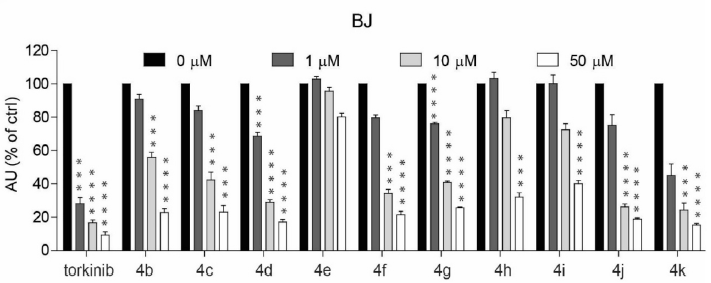 BJ
120
0 μM
1 μM
10 μM
50 μM
100
80
60
40
20
0
AU (% of ctrl)
* * *
* * * *
* * * *
* * *
* * * *
* * *
* * *
* * *
* * * *
* * * *
* * * *
* * * *
* * * *
* * * *
* * * *
* * * *
* * * *
* * * *
* * * *
* * *
* * * *
torkinib
4b
4c
4d
4e
4f
4g
4h
4i
4j
4k